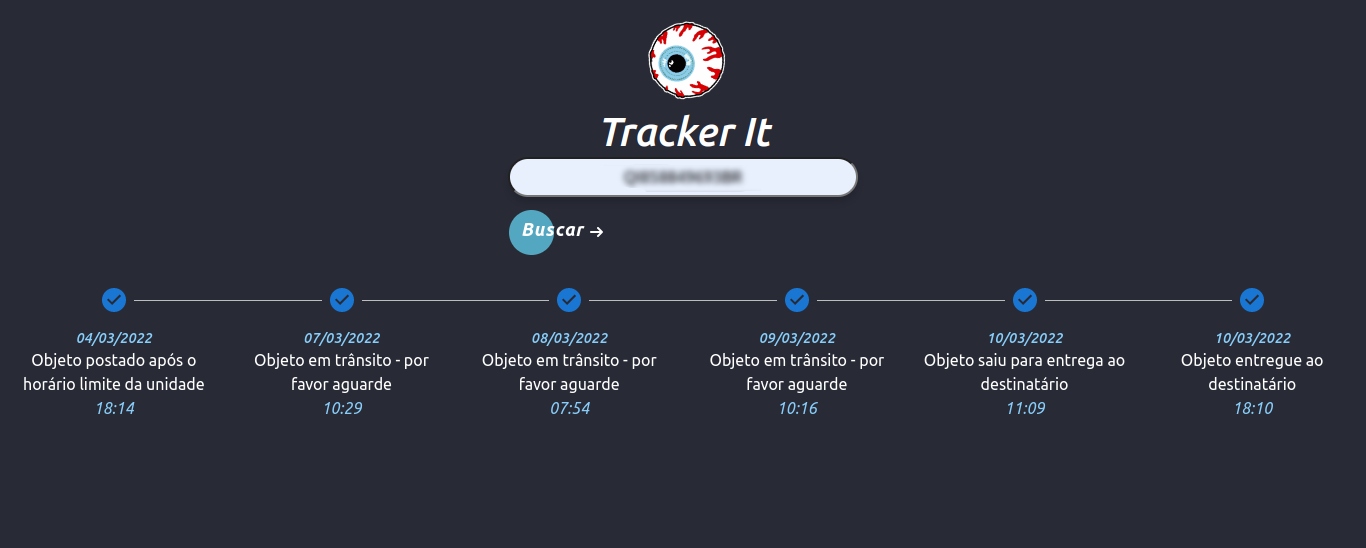 Tracker It
Buscar →
04/03/2022
Objeto postado após o
horário limite da unidade
18:14
07/03/2022
Objeto em trânsito - por
favor aguarde
10:29
08/03/2022
Objeto em trânsito - por
favor aguarde
07:54
09/03/2022
Objeto em trânsito - por
favor aguarde
10:16
10/03/2022
Objeto saiu para entrega ao
destinatário
11:09
10/03/2022
Objeto entregue ao
destinatário
18:10